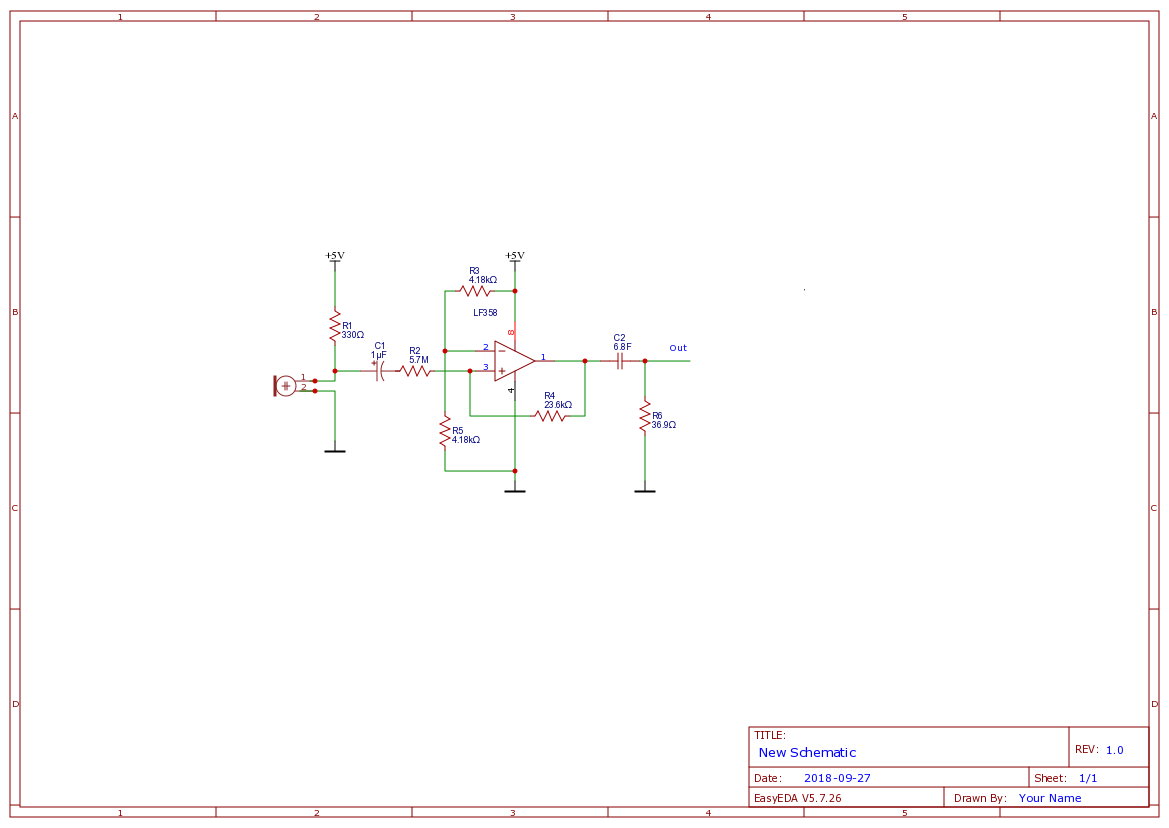 1 2 3 4 5
A A
+5V +5V
R3
4.18kΩ
B B
LF358
R1
330Ω
8
C1
1µF
+
R2
5.7M
2
3
1
C2
6.8F
Out
1
2
4
R4
23.6kΩ
R5
4.18kΩ
R6
36.9Ω
C C
D D
TITLE:
New Schematic
REV: 1.0
Date: 2018-09-27 Sheet: 1/1
EasyEDA V5.7.26 Drawn By: Your Name
1 2 3 4 5